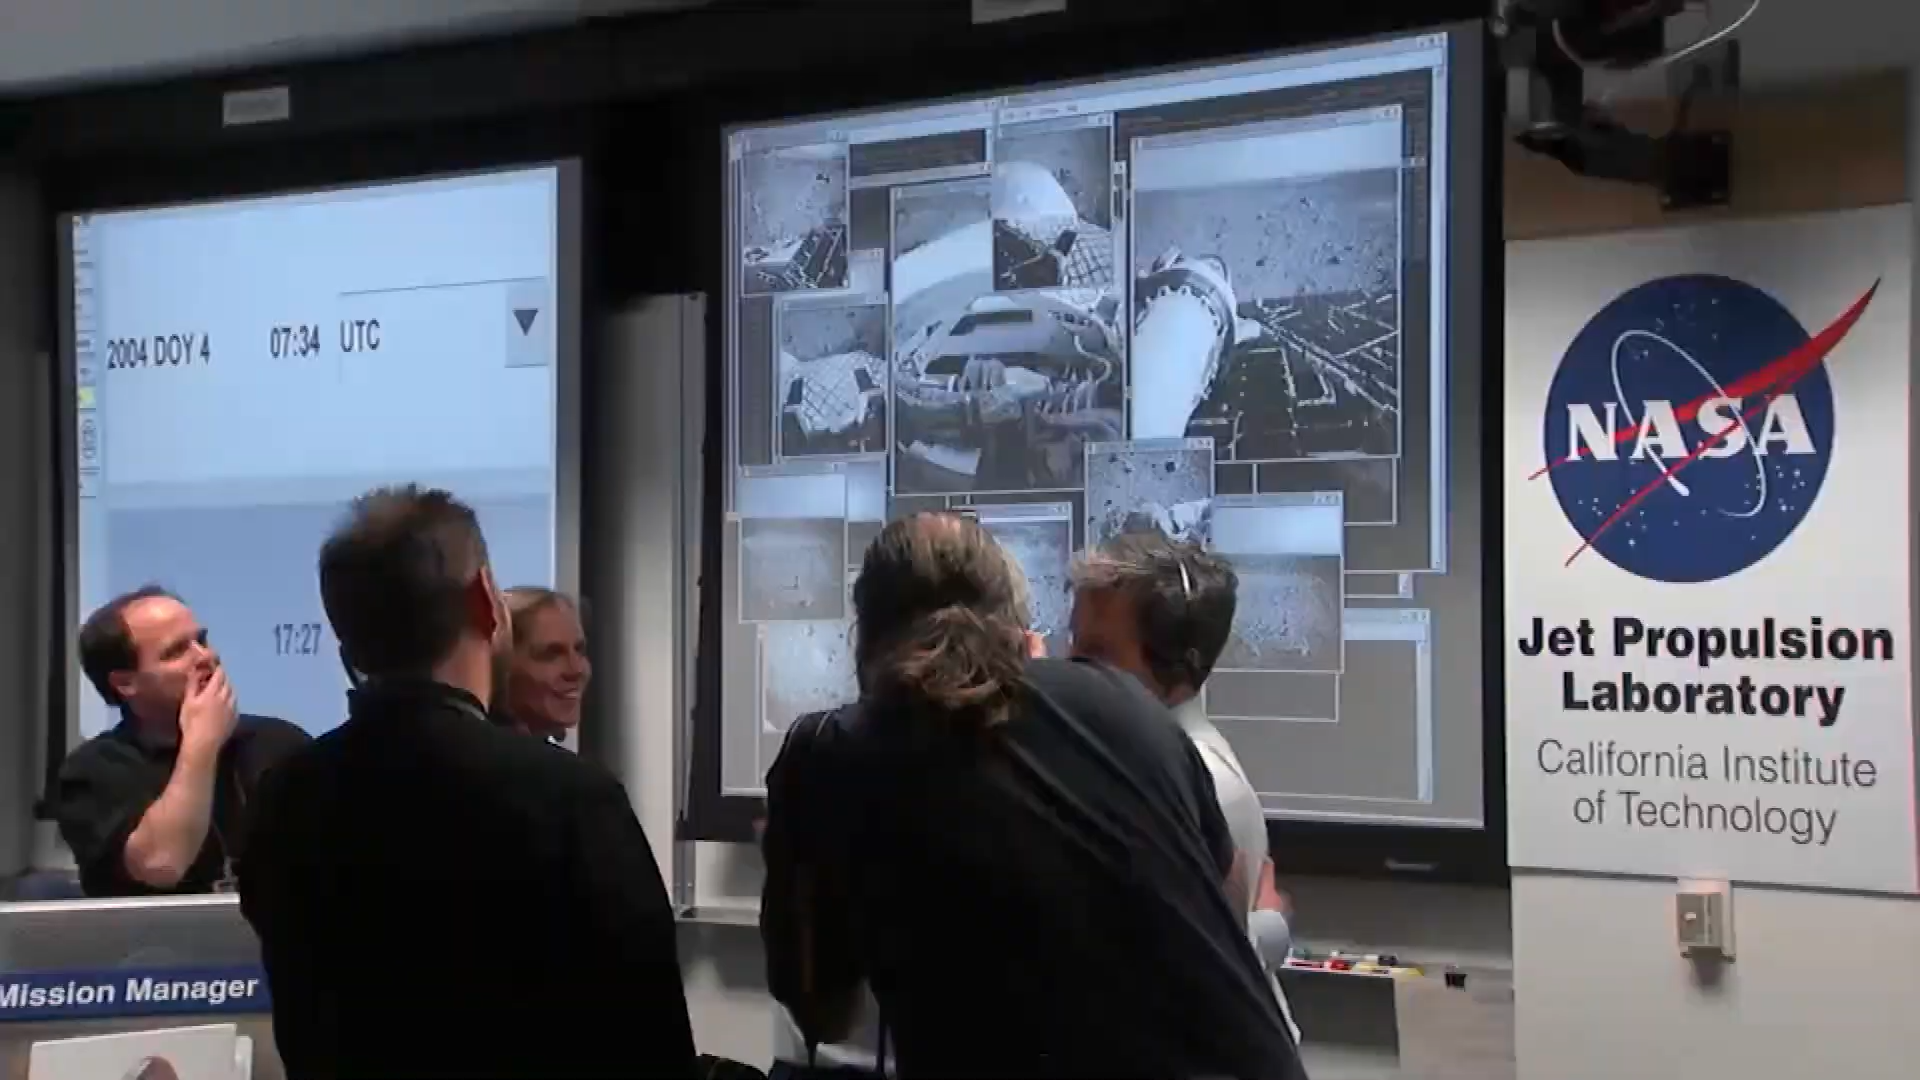 2004 DOY 4 07:34 UTC
17:27
Mission Manager
NASA
Jet Propulsion
Laboratory
California Institute
of Technology